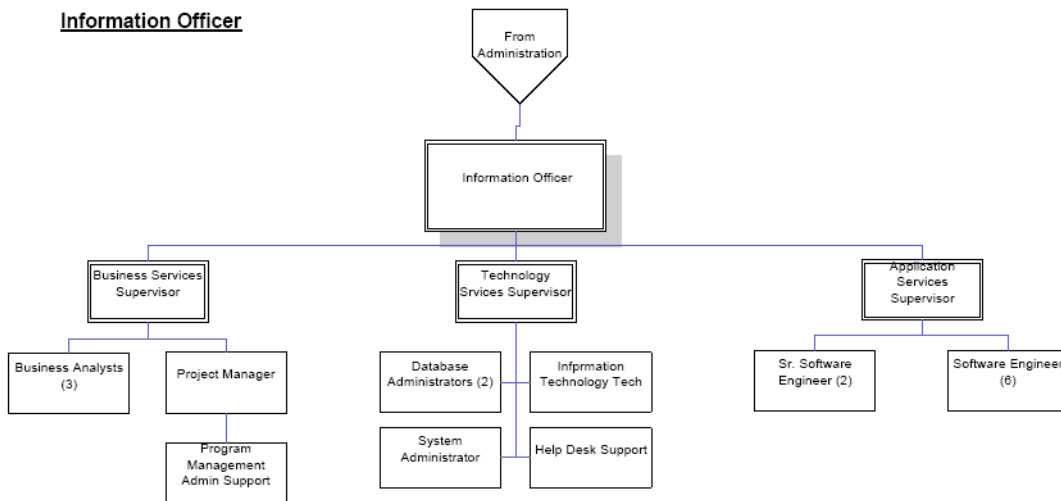 Information Officer
From
Administration
Information Officer
Business Services
Supervisor
Technology
Srvices Supervisor
Application
Services
Supervisor
Business Analysts
(3)
Project Manager
Database
Administrators (2)
Infprmation
Technology Tech
Sr. Software
Engineer (2)
Software Engineer
(6)
Program
Management
Admin Support
System
Administrator
Help Desk Support